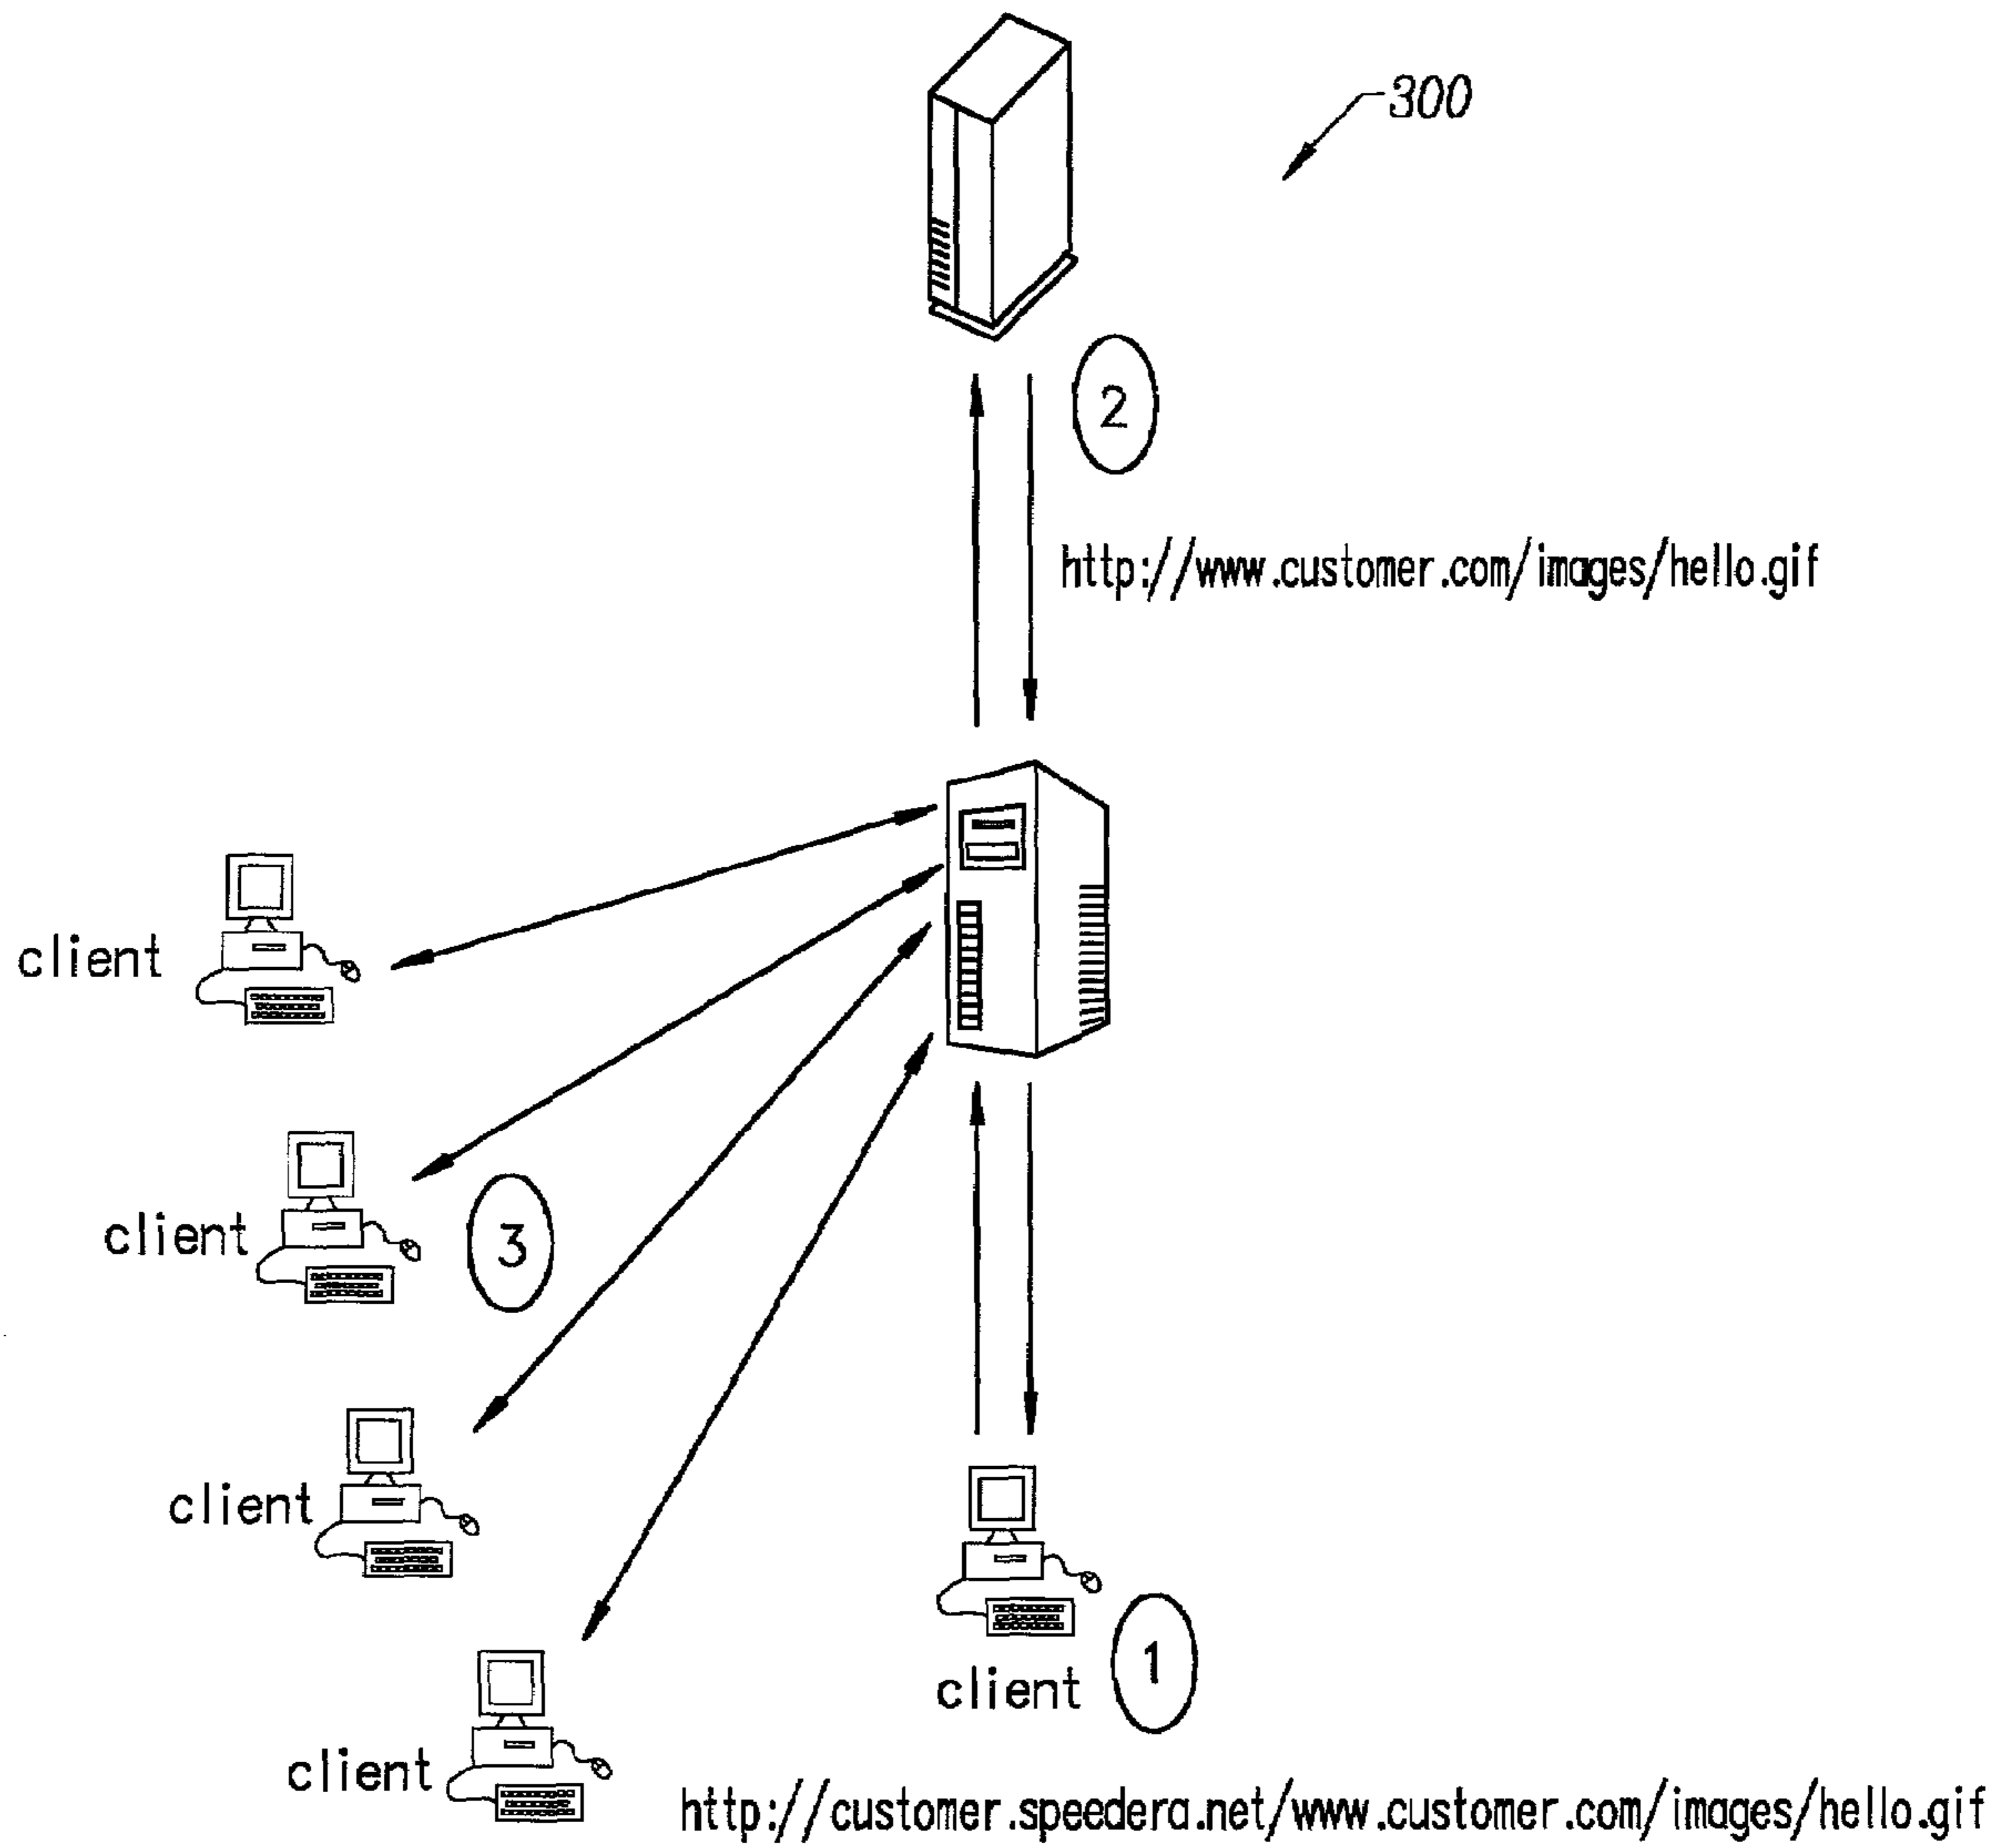 300
2
http://www.customer.com/images/hello.gif
client
client
3
client
client
1
client
http://customer.speedera.net/www.customer.com/images/hello.gif